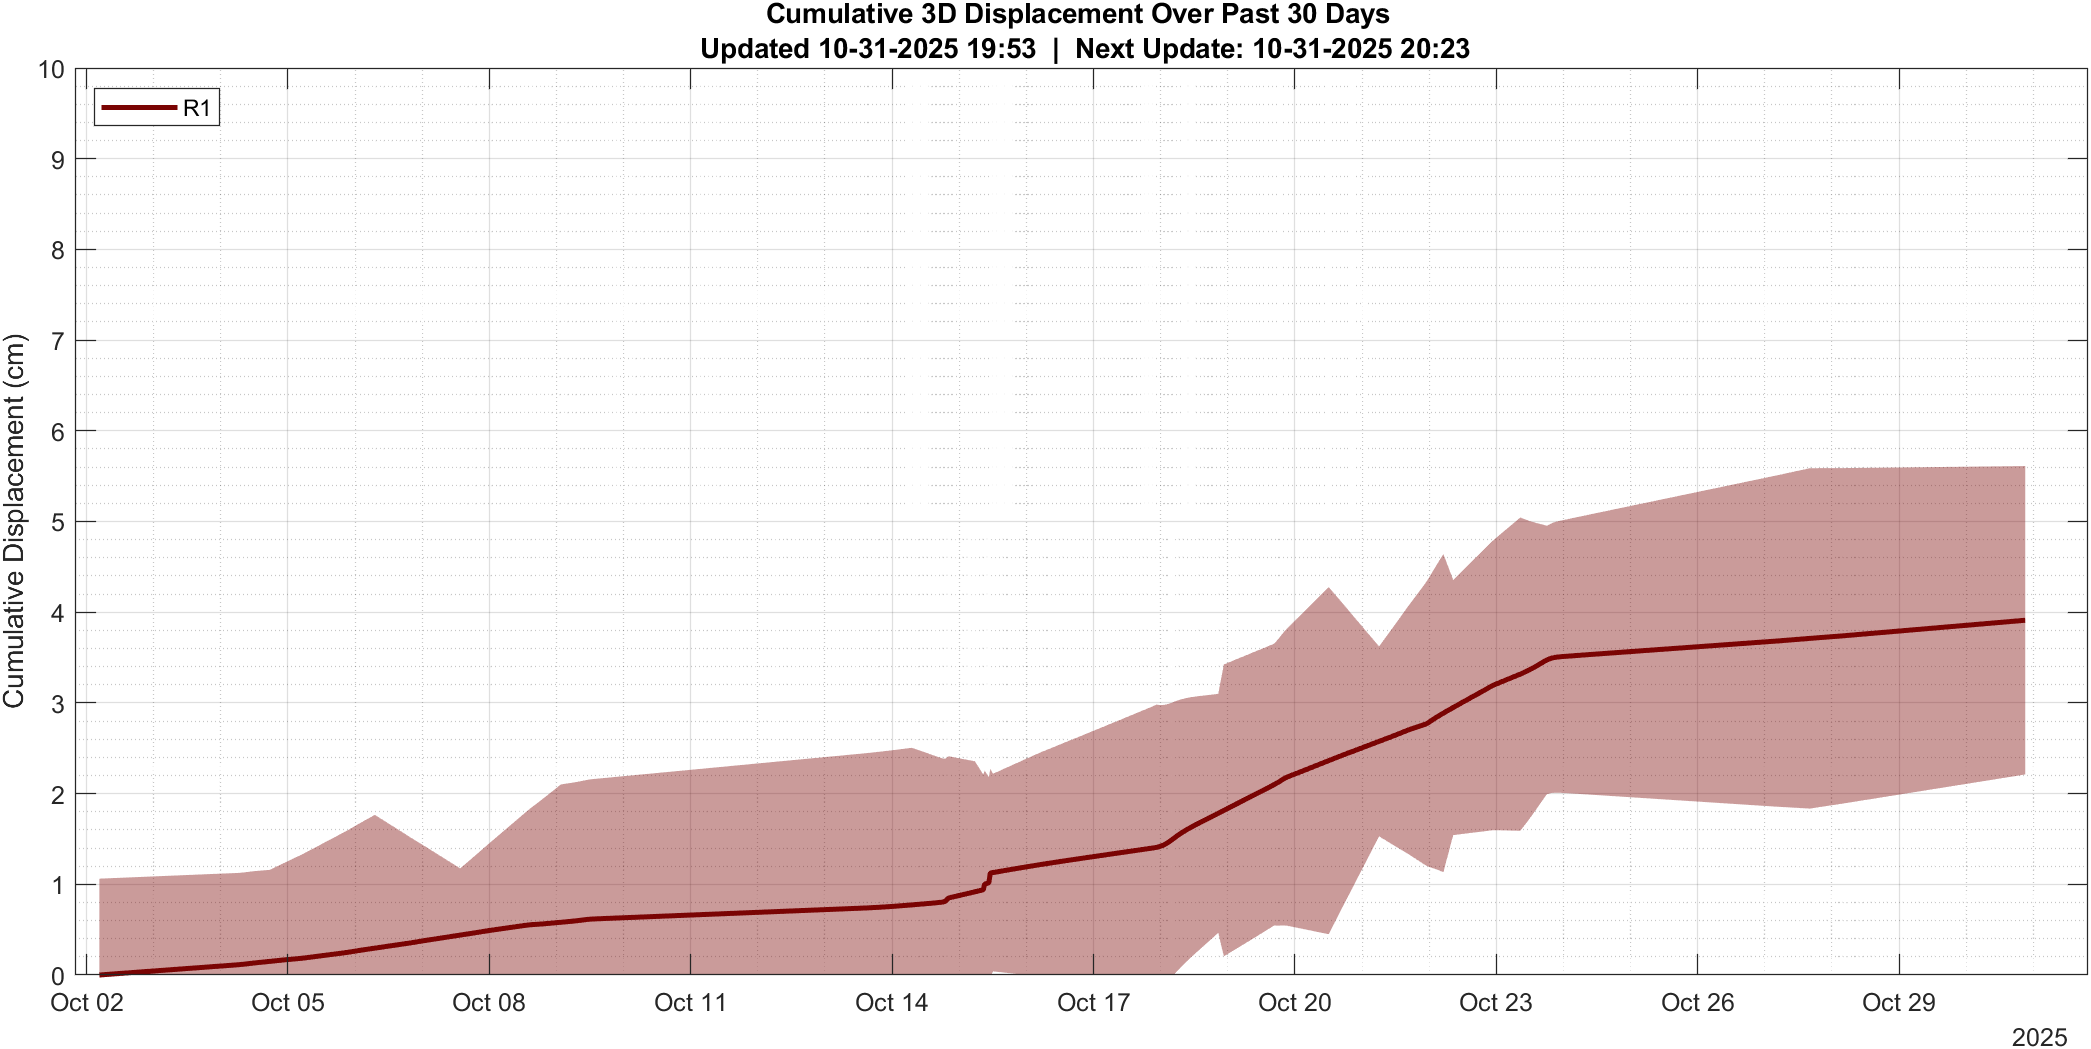 Cumulative 3D Displacement Over Past 30 Days
Updated 10-31-2025 19:53 | Next Update: 10-31-2025 20:23
R1
Cumulative Displacement (cm)
10
9
8
7
6
5
4
3
2
1
0
Oct 02 Oct 05 Oct 08 Oct 11 Oct 14 Oct 17 Oct 20 Oct 23 Oct 26 Oct 29
2025